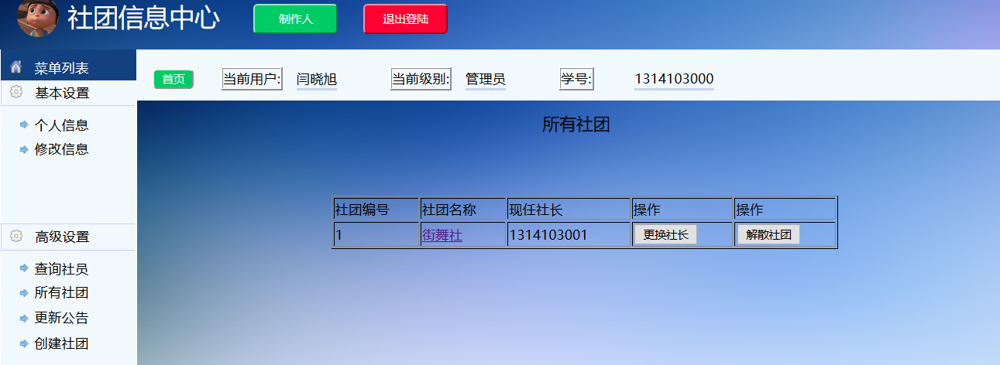 社团信息中心 制作人 退出登陆
菜单列表
首页 当前用户: 闫晓旭 当前级别: 管理员 学号: 1314103000
基本设置
个人信息
修改信息
高级设置
查询社员
所有社团
更新公告
创建社团
所有社团
社团编号 社团名称 现任社长 操作 操作
1 街舞社 1314103001 更换社长 解散社团